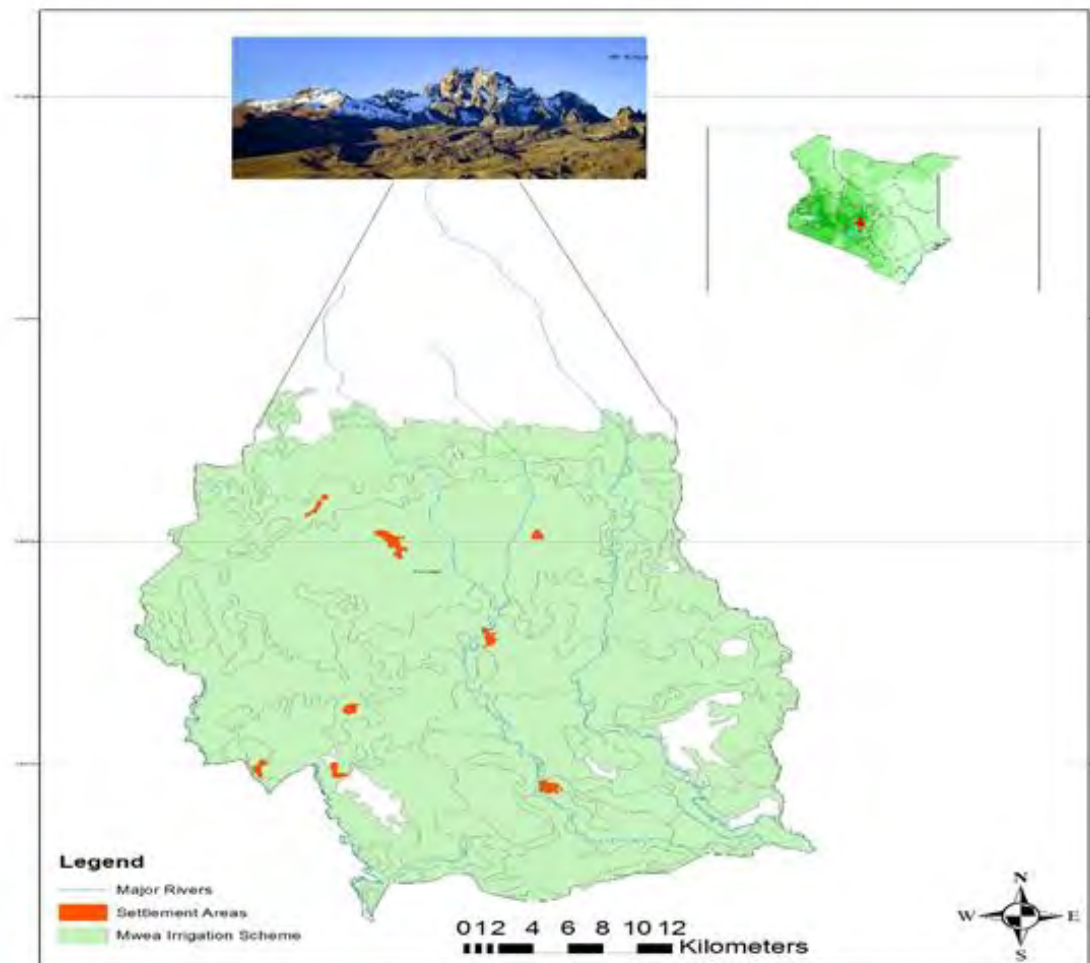 Legend
Major Rivers
Settlement Areas
Mwea Irrigation Scheme
0 1 2 4 6 8 10 12
Kilometers
N
W E
S